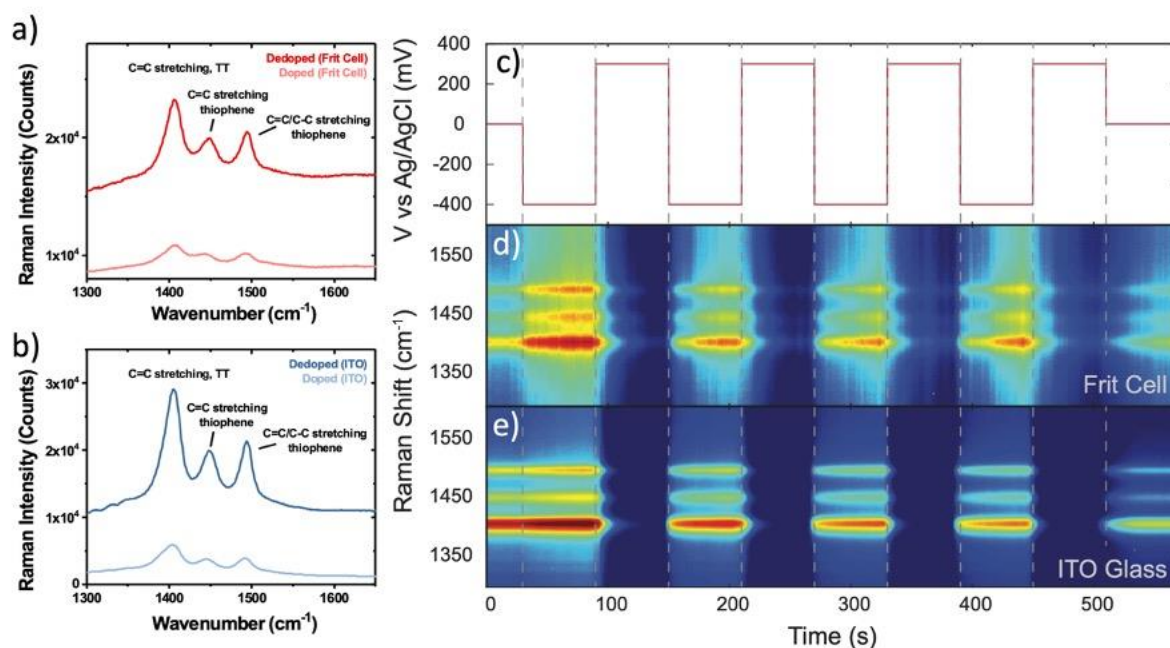 a)
Raman Intensity (Counts)
2x10⁴
1x10⁴
C=C stretching, TT
Dedoped (Frit Cell)
Doped (Frit Cell)
C=C stretching
thiophene
C=C/C-C stretching
thiophene
1300 1400 1500 1600
Wavenumber (cm⁻¹)
b)
Raman Intensity (Counts)
3x10⁴
2x10⁴
1x10⁴
0
C=C stretching, TT
Dedoped (ITO)
Doped (ITO)
C=C stretching
thiophene
C=C/C-C stretching
thiophene
1300 1400 1500 1600
Wavenumber (cm⁻¹)
c)
V vs Ag/AgCl (mV)
400
200
0
-200
-400
d)
Raman Shift (cm⁻¹)
1550
1450
1350
Frit Cell
e)
1550
1450
1350
ITO Glass
0 100 200 300 400 500
Time (s)